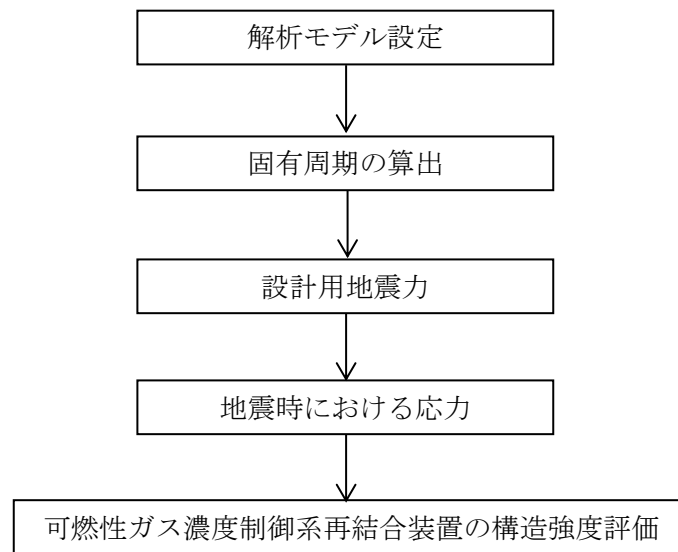 解析モデル設定
固有周期の算出
設計用地震力
地震時における応力
可燃性ガス濃度制御系再結合装置の構造強度評価